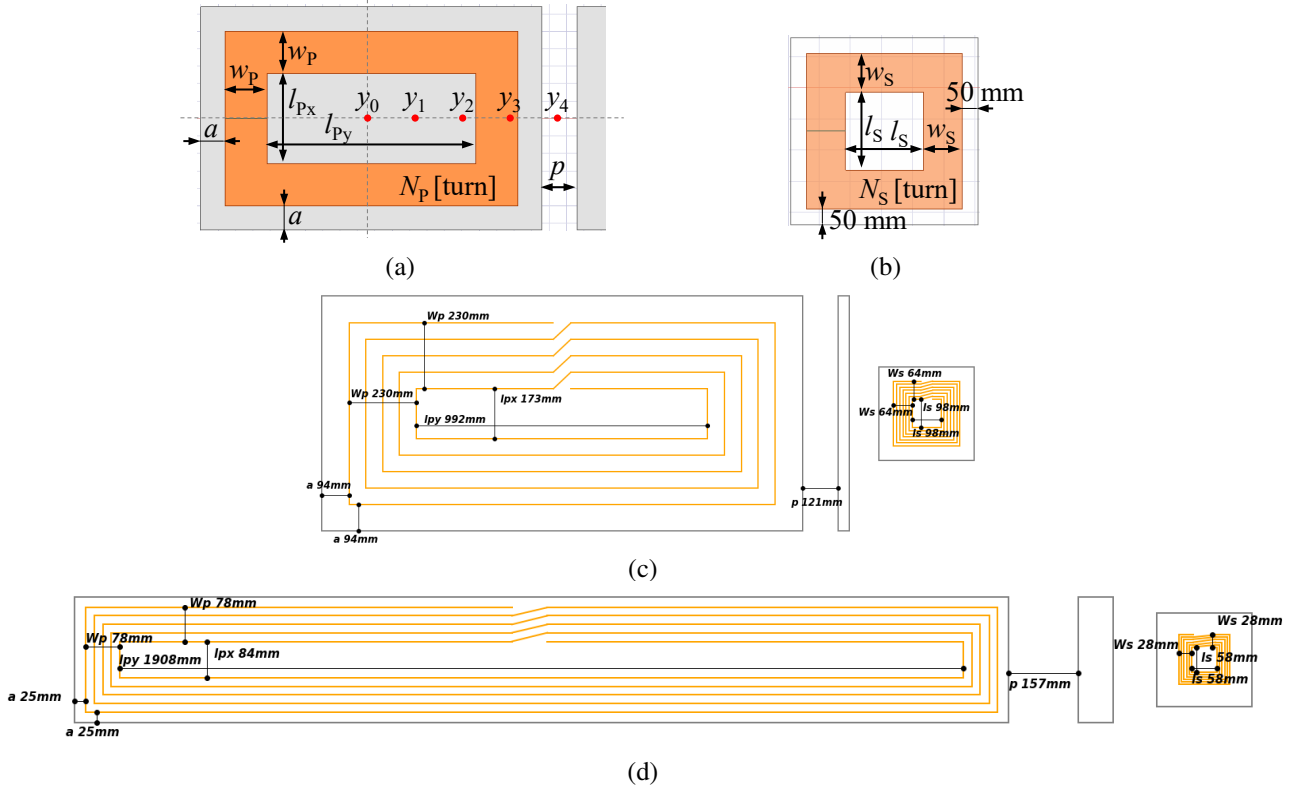 w_P
w_P
l_Px
y_0 y_1 y_2 y_3 y_4
a
l_Py
p
N_P [turn]
a
w_S
50 mm
l_S
l_S
w_S
N_S [turn]
50 mm
(a)
(b)
Wp 230mm
Wp 230mm
lpx 173mm
lpy 992mm
a 94mm
a 94mm
p 121mm
Ws 64mm
Ws 64mm
ls 98mm
ls 98mm
(c)
Wp 78mm
Wp 78mm
lpx 84mm
lpy 1908mm
a 25mm
a 25mm
p 157mm
Ws 28mm
Ws 28mm
ls 58mm
ls 58mm
(d)